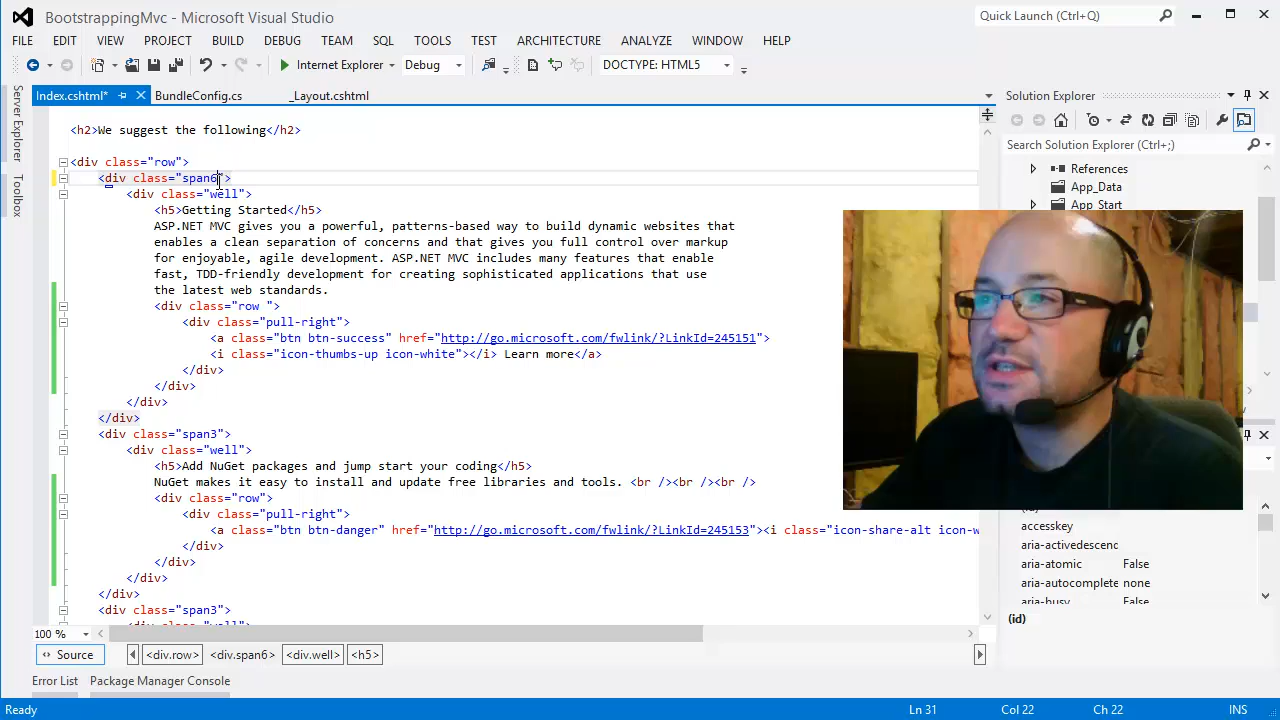 BootstrappingMvc - Microsoft Visual Studio
Quick Launch (Ctrl+Q)
FILE EDIT VIEW PROJECT BUILD DEBUG TEAM SQL TOOLS TEST ARCHITECTURE ANALYZE WINDOW HELP
Internet Explorer Debug DOCTYPE: HTML5
Server Explorer
Toolbox
Index.cshtml* BundleConfig.cs _Layout.cshtml
<h2>We suggest the following</h2>
<div class="row">
<div class="span6">
<div class="well">
<h5>Getting Started</h5>
ASP.NET MVC gives you a powerful, patterns-based way to build dynamic websites that
enables a clean separation of concerns and that gives you full control over markup
for enjoyable, agile development. ASP.NET MVC includes many features that enable
fast, TDD-friendly development for creating sophisticated applications that use
the latest web standards.
<div class="row ">
<div class="pull-right">
<a class="btn btn-success" href="http://go.microsoft.com/fwlink/?LinkId=245151">
<i class="icon-thumbs-up icon-white"></i> Learn more</a>
</div>
</div>
</div>
</div>
<div class="span3">
<div class="well">
<h5>Add NuGet packages and jump start your coding</h5>
NuGet makes it easy to install and update free libraries and tools. <br /><br /><br />
<div class="row">
<div class="pull-right">
<a class="btn btn-danger" href="http://go.microsoft.com/fwlink/?LinkId=245153"><i class="icon-share-alt icon-w
</div>
</div>
</div>
</div>
<div class="span3">
100 %
Source <div.row> <div.span6> <div.well> <h5>
Error List Package Manager Console
Ready Ln 31 Col 22 Ch 22 INS
Solution Explorer
Search Solution Explorer (Ctrl+;)
References
App_Data
App_Start
accesskey
aria-activedescenc
aria-atomic False
aria-autocomplete none
aria-busy False
(id)